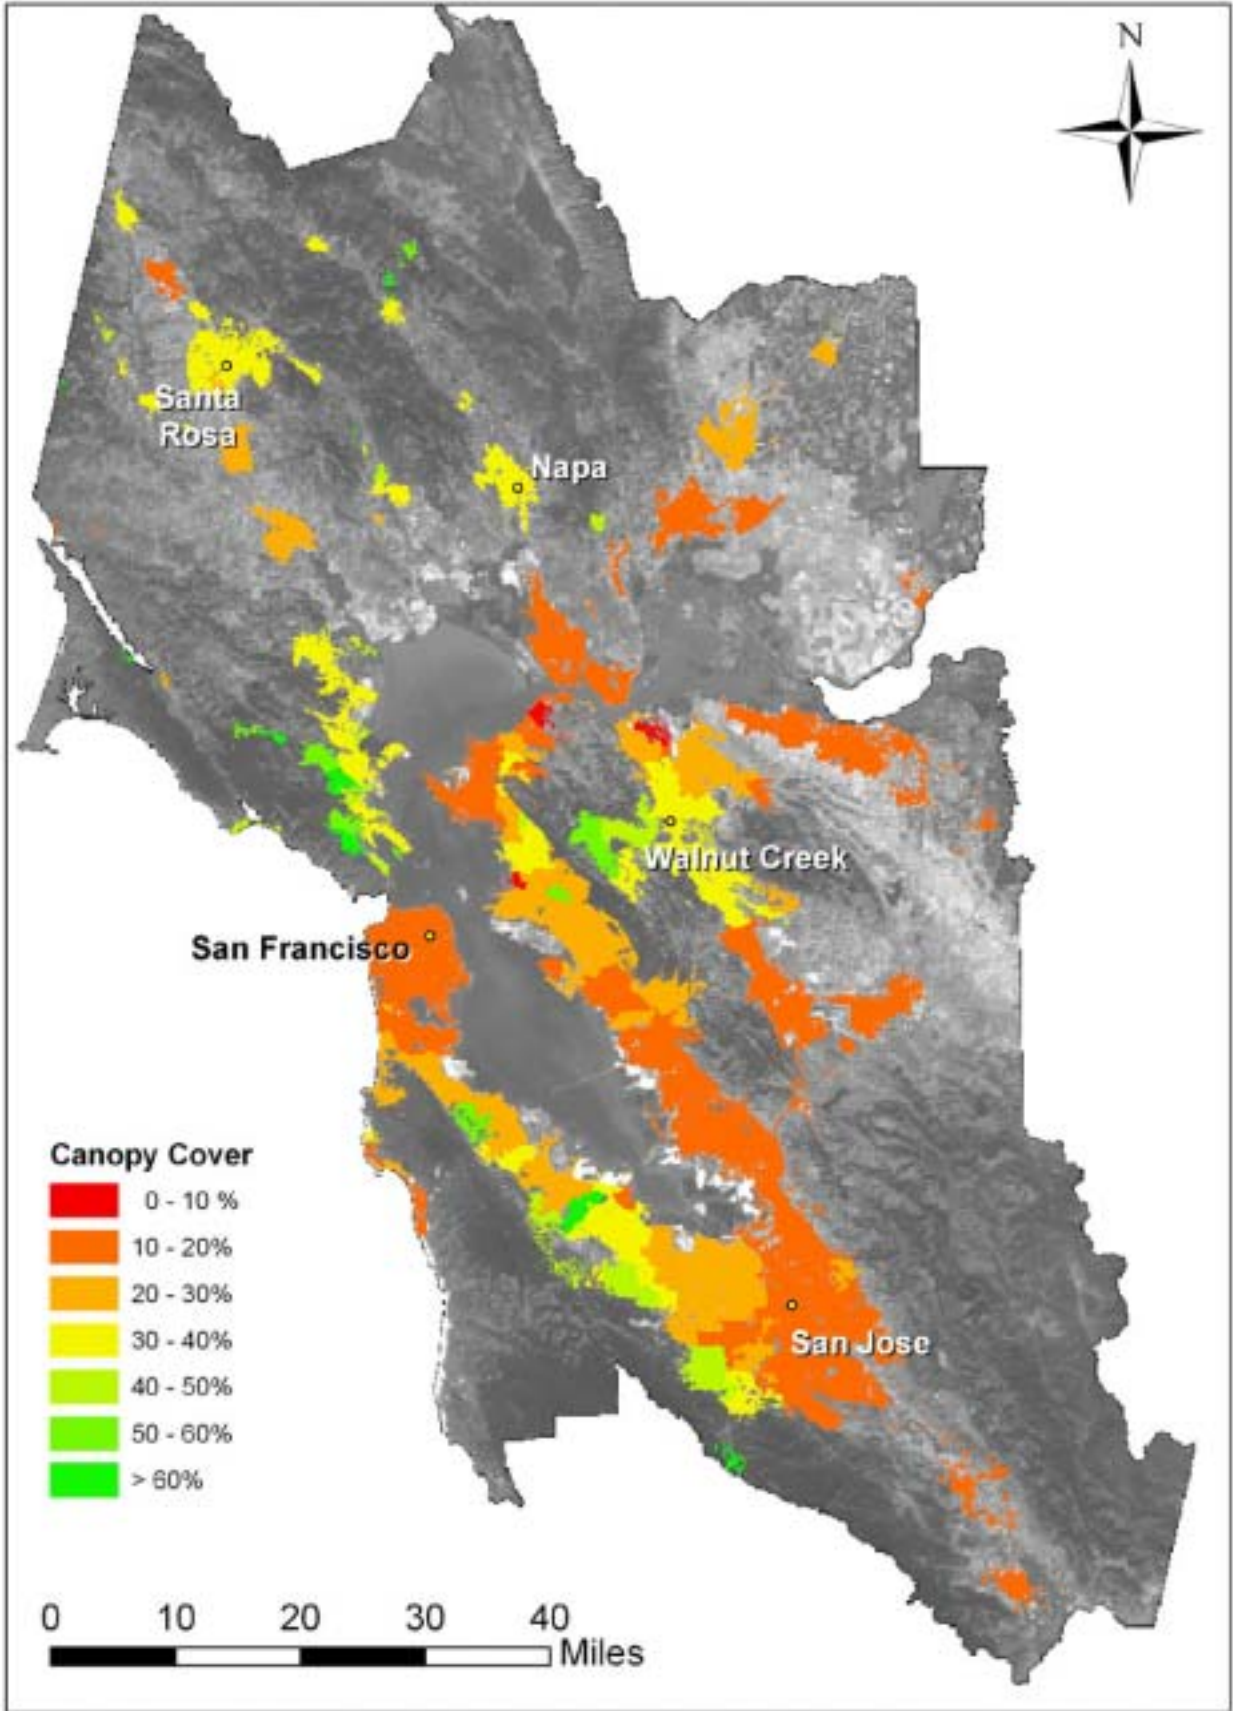 N
Santa
Rosa
Napa
Walnut Creek
San Francisco
Canopy Cover
0 - 10 %
10 - 20%
20 - 30%
30 - 40%
40 - 50%
50 - 60%
> 60%
San Jose
0 10 20 30 40
Miles